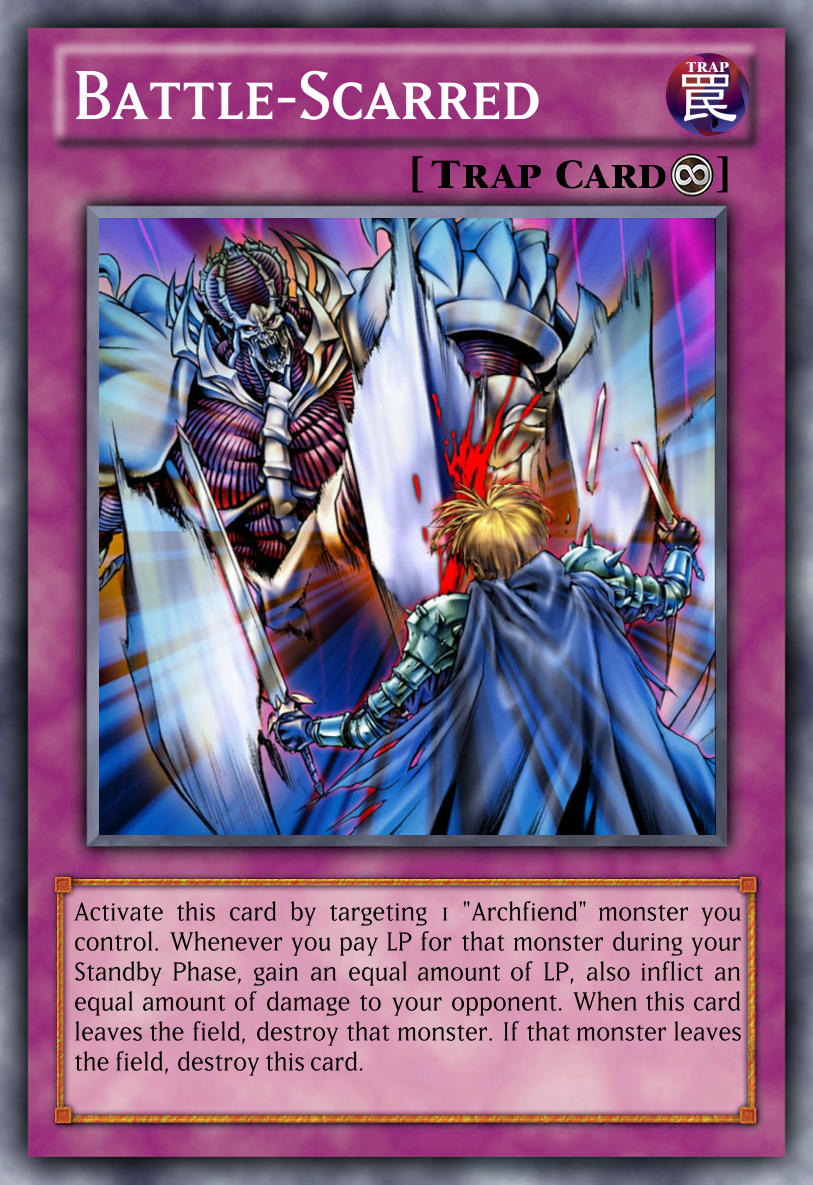 Battle-Scarred
TRAP
罠
[Trap Card∞]
Activate this card by targeting 1 "Archfiend" monster you
control. Whenever you pay LP for that monster during your
Standby Phase, gain an equal amount of LP, also inflict an
equal amount of damage to your opponent. When this card
leaves the field, destroy that monster. If that monster leaves
the field, destroy this card.